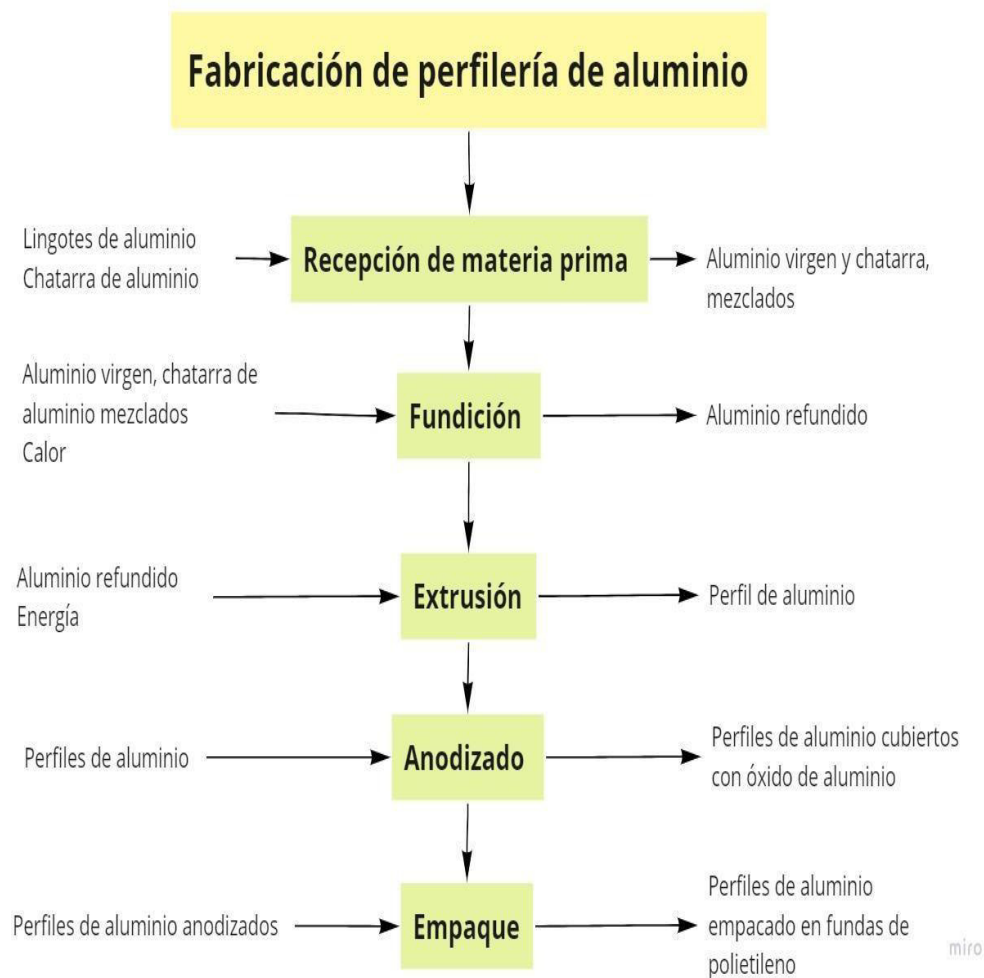 Fabricación de perfilería de aluminio
Lingotes de aluminio
Chatarra de aluminio
Recepción de materia prima
Aluminio virgen y chatarra,
mezclados
Aluminio virgen, chatarra de
aluminio mezclados
Calor
Fundición
Aluminio refundido
Aluminio refundido
Energía
Extrusión
Perfil de aluminio
Perfiles de aluminio
Anodizado
Perfiles de aluminio cubiertos
con óxido de aluminio
Perfiles de aluminio anodizados
Empaque
Perfiles de aluminio
empacado en fundas de
polietileno
miro